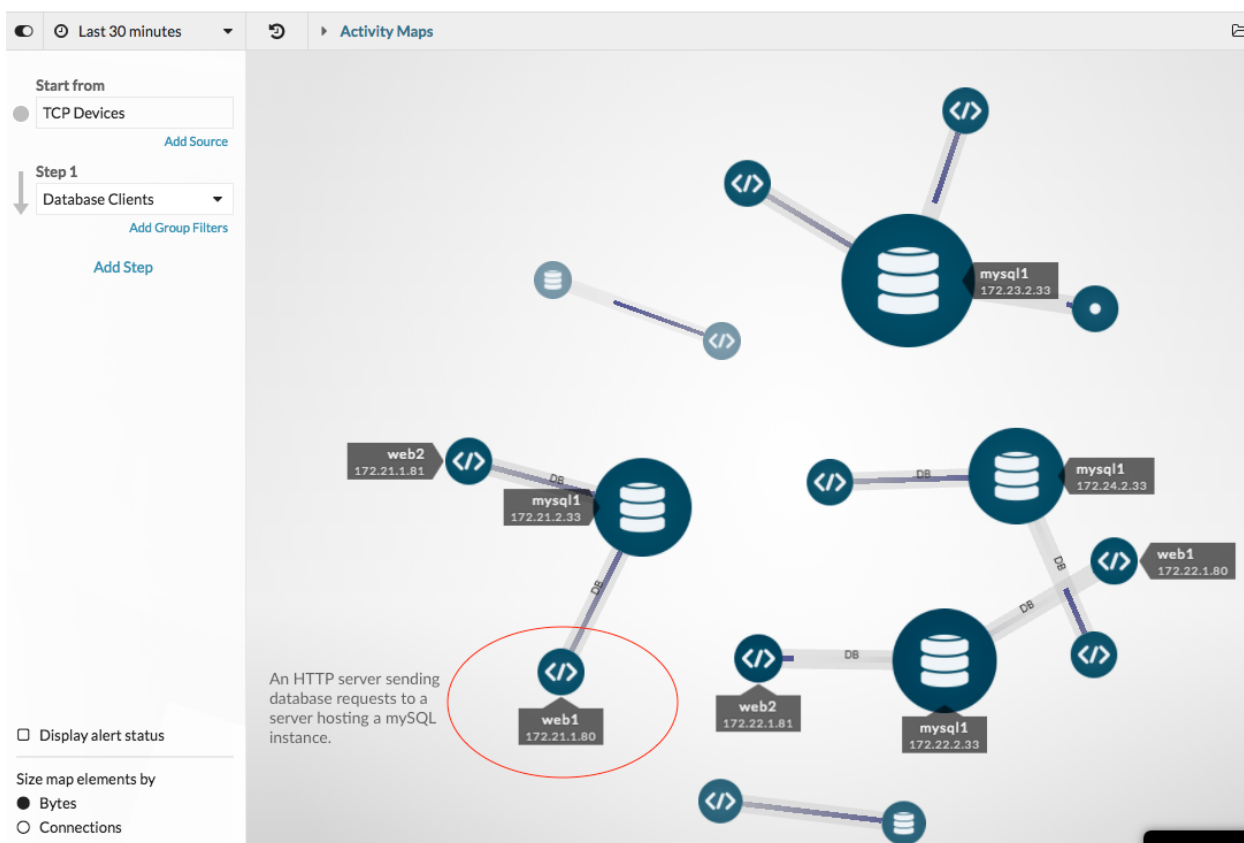 Last 30 minutes
Activity Maps
Start from
TCP Devices
Add Source
Step 1
Database Clients
Add Group Filters
Add Step
mysql1
172.23.2.33
web2
172.21.1.81
DB
mysql1
172.21.2.33
DB
DB
mysql1
172.24.2.33
web1
172.22.1.80
DB
DB
DB
An HTTP server sending
database requests to a
server hosting a mySQL
instance.
web1
172.21.1.80
web2
172.22.1.81
mysql1
172.22.2.33
Display alert status
Size map elements by
Bytes
Connections